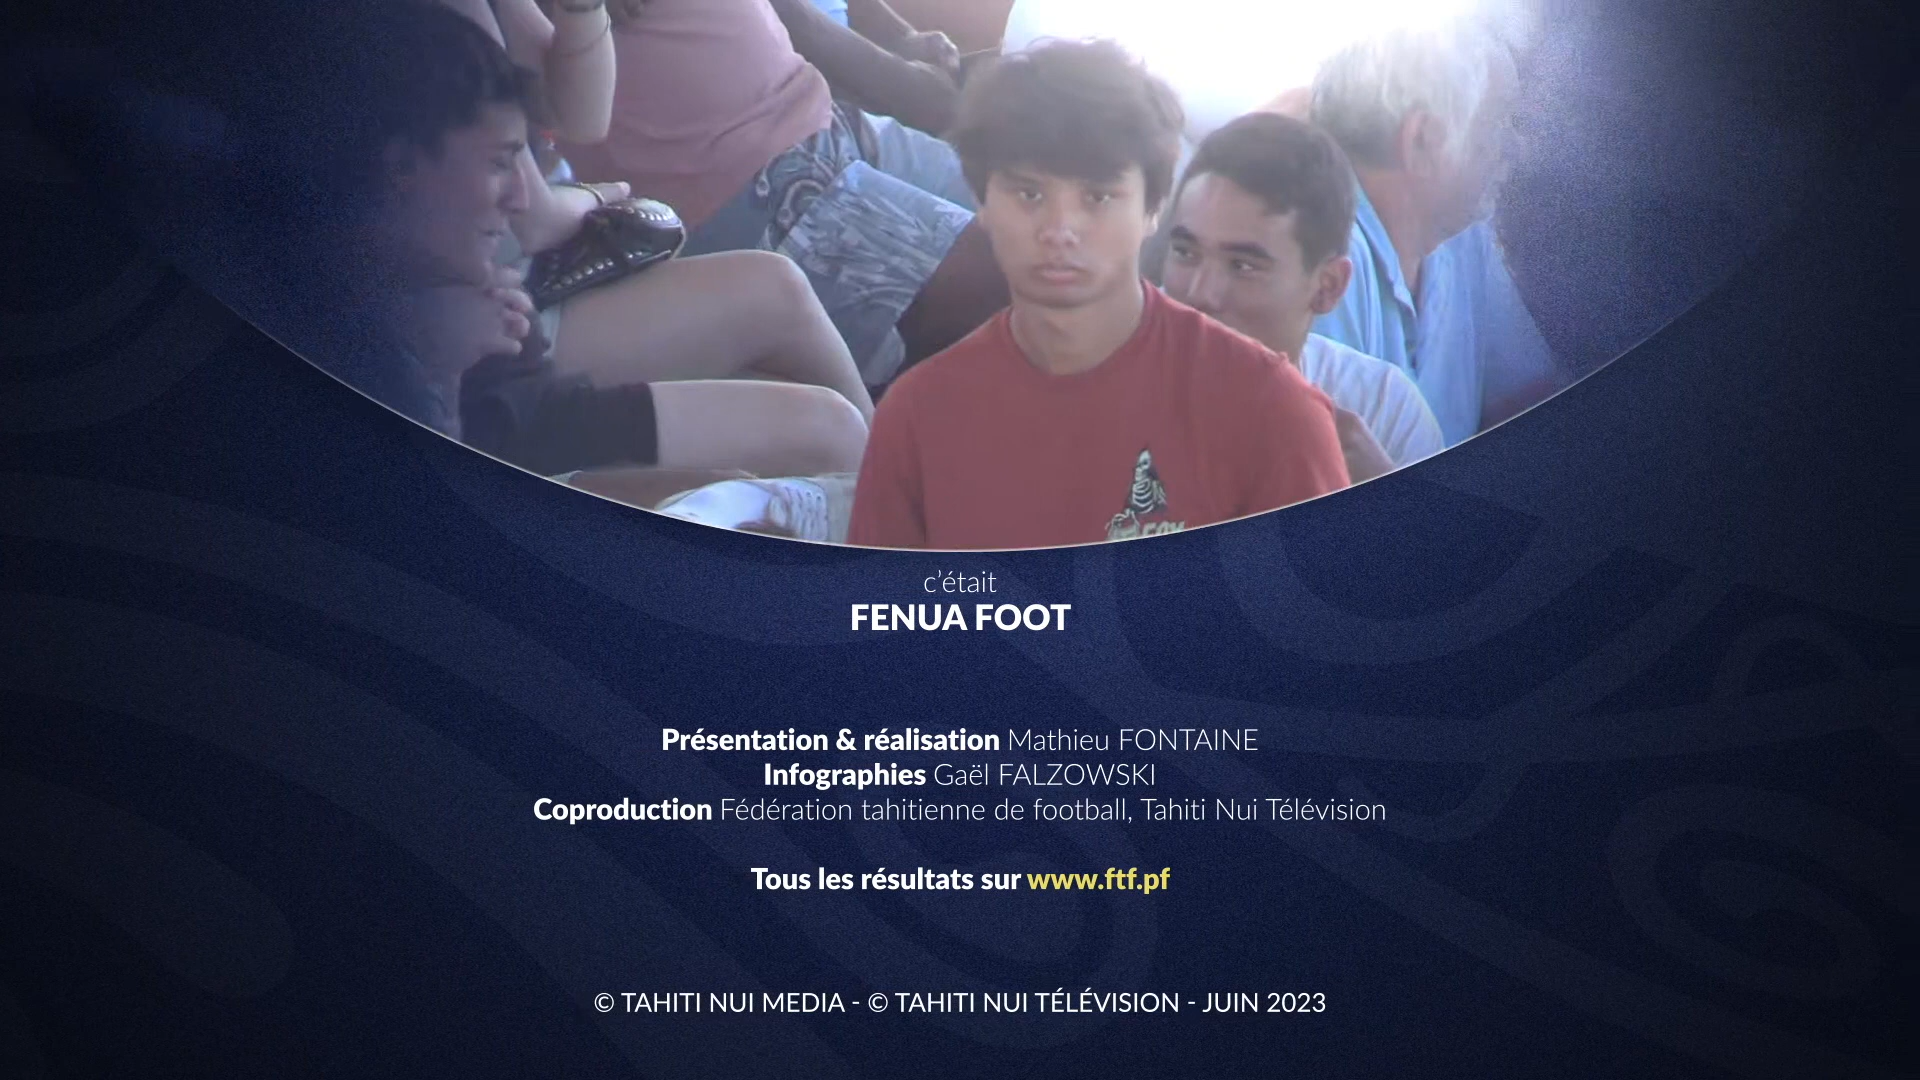 c'était
FENUA FOOT
Présentation & réalisation Mathieu FONTAINE
Infographies Gaël FALZOWSKI
Coproduction Fédération tahitienne de football, Tahiti Nui Télévision
Tous les résultats sur www.ftf.pf
© TAHITI NUI MEDIA - © TAHITI NUI TÉLÉVISION - JUIN 2023